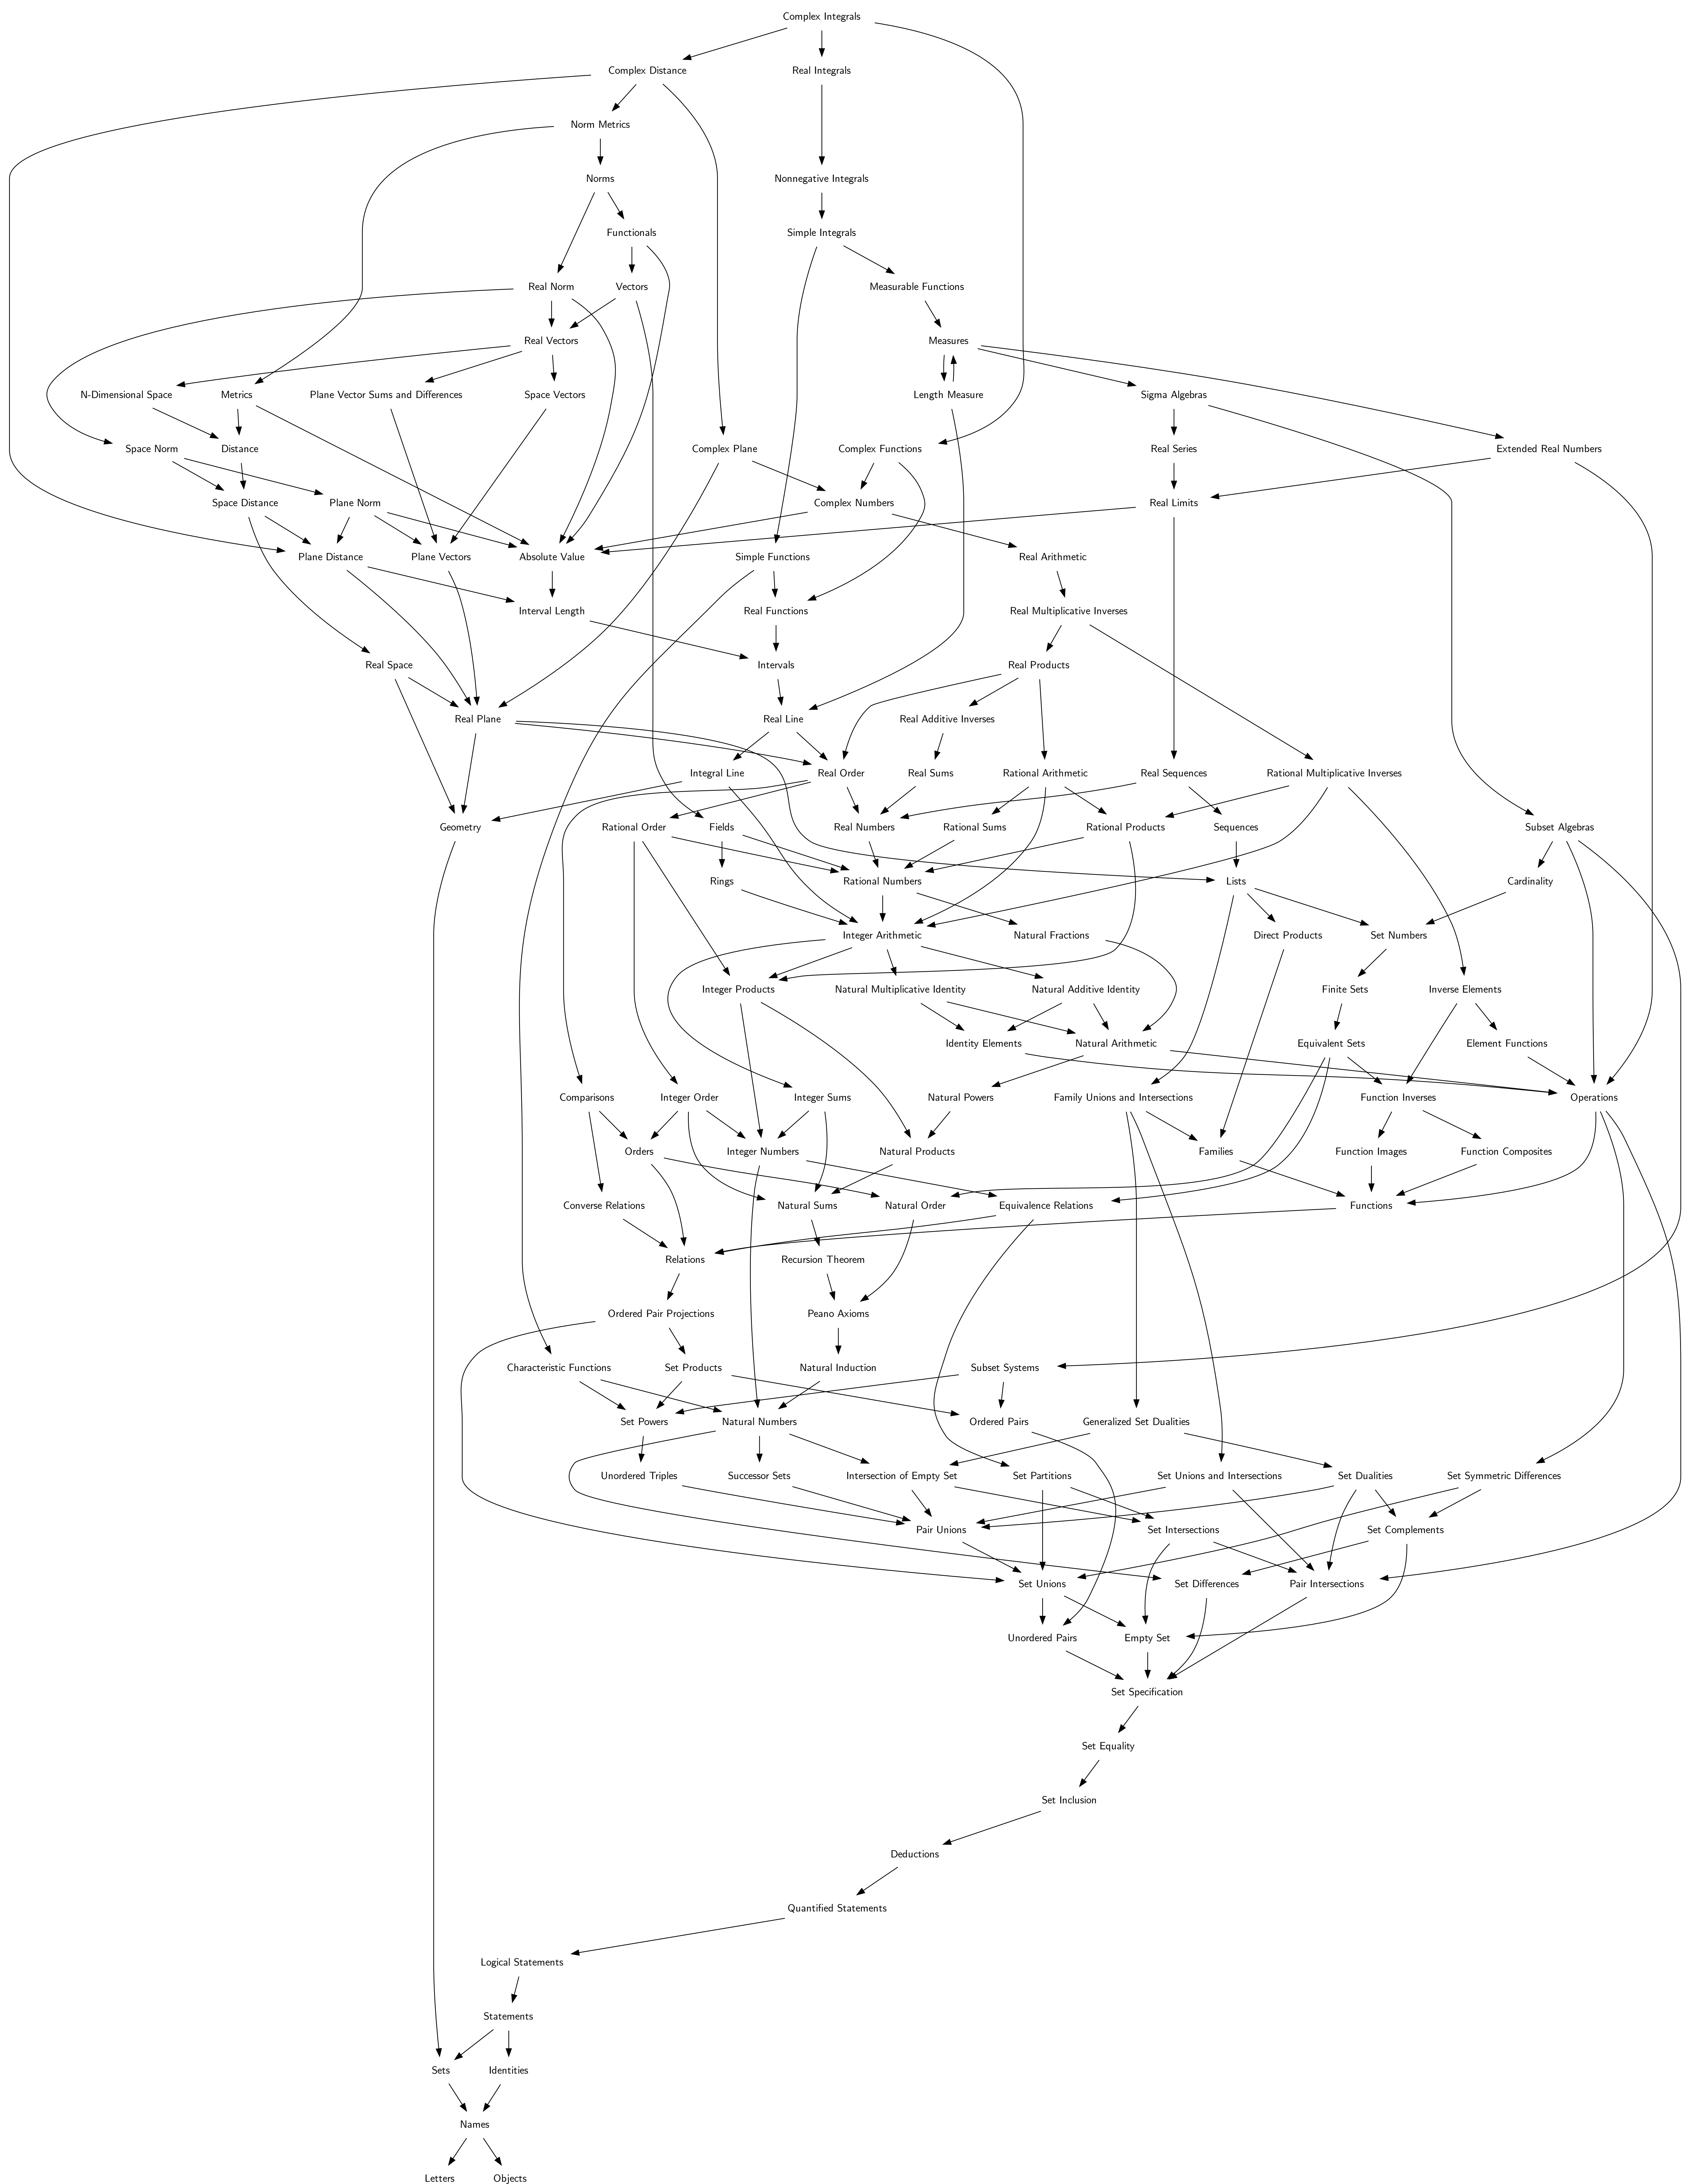 Complex Integrals
Complex Distance
Real Integrals
Norm Metrics
Norms
Nonnegative Integrals
Functionals
Simple Integrals
Real Norm
Vectors
Measurable Functions
Real Vectors
Measures
N-Dimensional Space
Metrics
Plane Vector Sums and Differences
Space Vectors
Length Measure
Sigma Algebras
Space Norm
Distance
Complex Plane
Complex Functions
Real Series
Extended Real Numbers
Space Distance
Plane Norm
Complex Numbers
Real Limits
Plane Distance
Plane Vectors
Absolute Value
Simple Functions
Real Arithmetic
Interval Length
Real Functions
Real Multiplicative Inverses
Real Space
Intervals
Real Products
Real Plane
Real Line
Real Additive Inverses
Integral Line
Real Order
Real Sums
Rational Arithmetic
Real Sequences
Rational Multiplicative Inverses
Geometry
Rational Order
Fields
Real Numbers
Rational Sums
Rational Products
Sequences
Subset Algebras
Rings
Rational Numbers
Lists
Cardinality
Integer Arithmetic
Natural Fractions
Direct Products
Set Numbers
Integer Products
Natural Multiplicative Identity
Natural Additive Identity
Finite Sets
Inverse Elements
Identity Elements
Natural Arithmetic
Equivalent Sets
Element Functions
Comparisons
Integer Order
Integer Sums
Natural Powers
Family Unions and Intersections
Function Inverses
Operations
Orders
Integer Numbers
Natural Products
Families
Function Images
Function Composites
Converse Relations
Natural Sums
Natural Order
Equivalence Relations
Functions
Relations
Recursion Theorem
Ordered Pair Projections
Peano Axioms
Characteristic Functions
Set Products
Natural Induction
Subset Systems
Set Powers
Natural Numbers
Ordered Pairs
Generalized Set Dualities
Unordered Triples
Successor Sets
Intersection of Empty Set
Set Partitions
Set Unions and Intersections
Set Dualities
Set Symmetric Differences
Pair Unions
Set Intersections
Set Complements
Set Unions
Set Differences
Pair Intersections
Unordered Pairs
Empty Set
Set Specification
Set Equality
Set Inclusion
Deductions
Quantified Statements
Logical Statements
Statements
Sets
Identities
Names
Letters
Objects